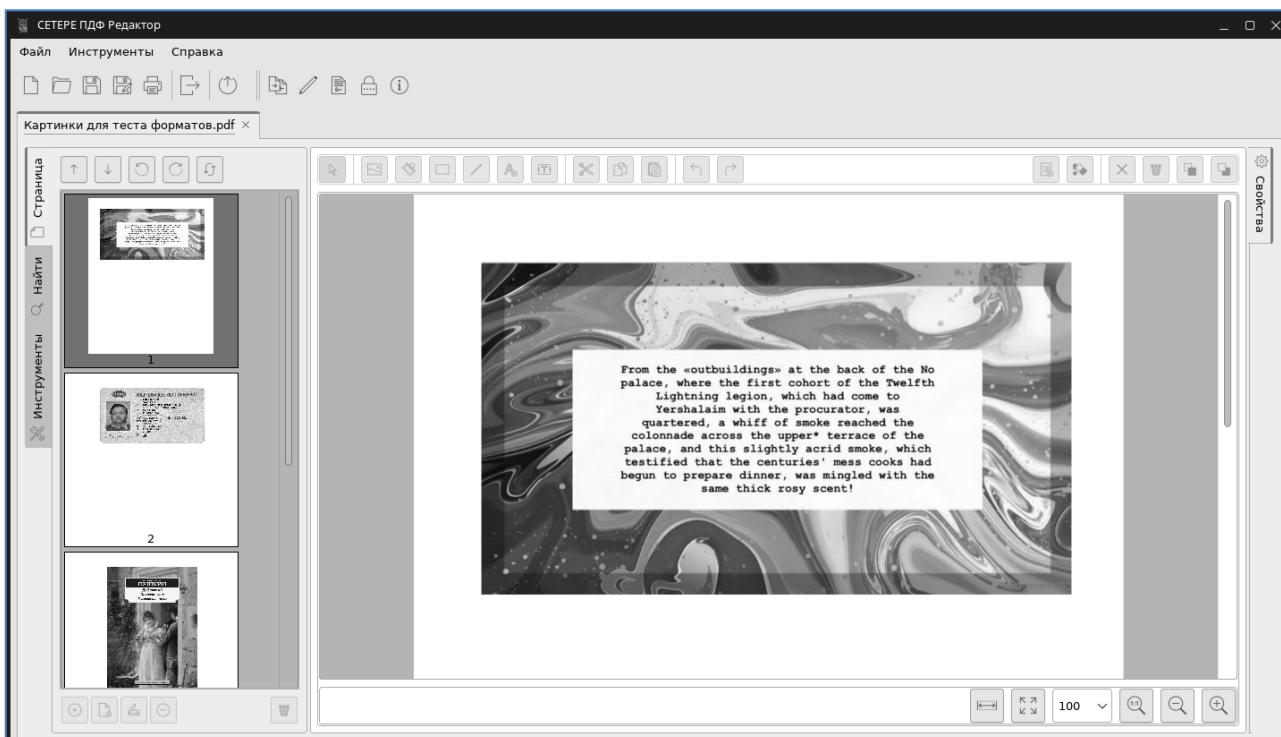 СЕТЕРЕ ПДФ Редактор
Файл Инструменты Справка
Картинки для теста форматов.pdf
Страница
Найти
Инструменты
1
2
From the «outbuildings» at the back of the No
palace, where the first cohort of the Twelfth
Lightning legion, which had come to
Yershalaim with the procurator, was
quartered, a whiff of smoke reached the
colonnade across the upper* terrace of the
palace, and this slightly acrid smoke, which
testified that the centuries' mess cooks had
begun to prepare dinner, was mingled with the
same thick rosy scent!
100
Свойства